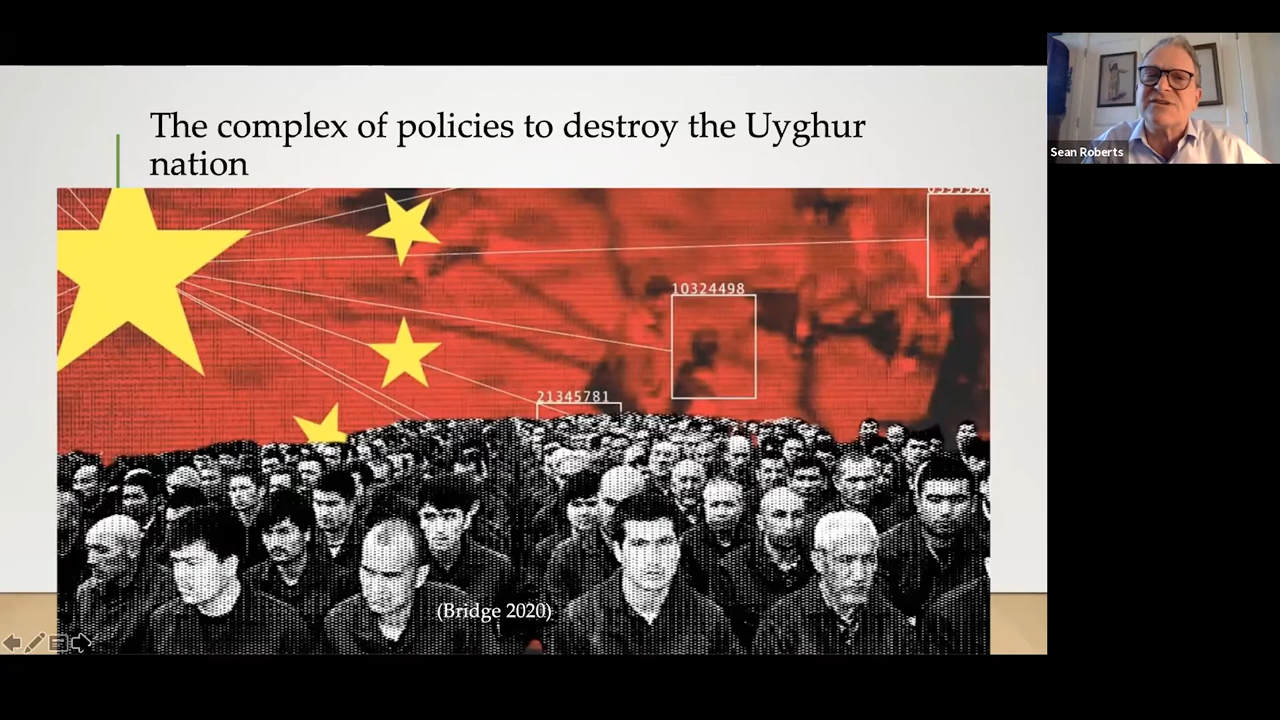 The complex of policies to destroy the Uyghur
nation
10324498
21345781
(Bridge 2020)
Sean Roberts